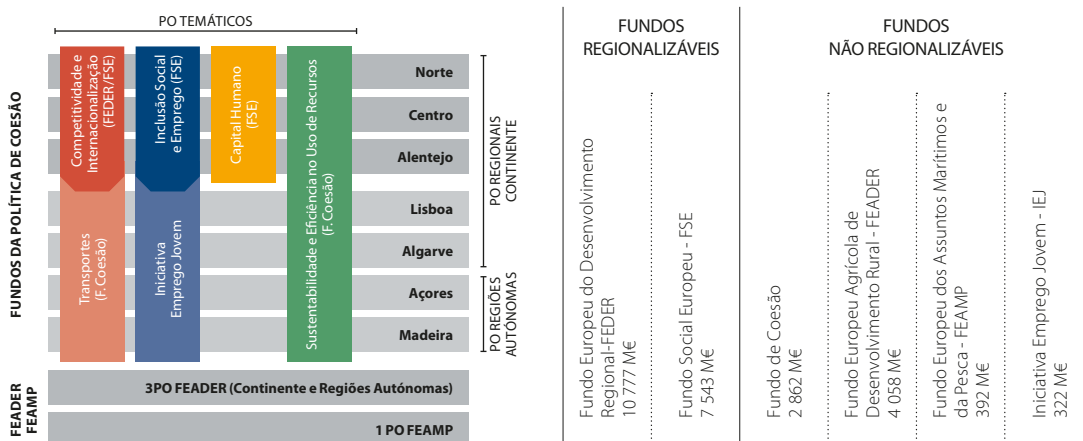 PO TEMÁTICOS
FUNDOS DA POLÍTICA DE COESÃO
Competitividade e
Internacionalização
(FEDER/FSE)
Transportes
(F. Coesão)
Inclusão Social
e Emprego (FSE)
Iniciativa
Emprego Jovem
Capital Humano
(FSE)
Sustentabilidade e Eficiência no Uso de Recursos
(F. Coesão)
Norte
Centro
Alentejo
Lisboa
Algarve
Açores
Madeira
PO REGIONAIS
CONTINENTE
PO REGIÕES
AUTÓNOMAS
FEADER
FEAMP
3PO FEADER (Continente e Regiões Autónomas)
1 PO FEAMP
FUNDOS
REGIONALIZÁVEIS
Fundo Europeu do Desenvolvimento
Regional-FEDER
10 777 M€
Fundo Social Europeu - FSE
7 543 M€
FUNDOS
NÃO REGIONALIZÁVEIS
Fundo de Coesão
2 862 M€
Fundo Europeu Agrícola de
Desenvolvimento Rural - FEADER
4 058 M€
Fundo Europeu dos Assuntos Marítimos e
da Pesca - FEAMP
392 M€
Iniciativa Emprego Jovem - IEJ
322 M€